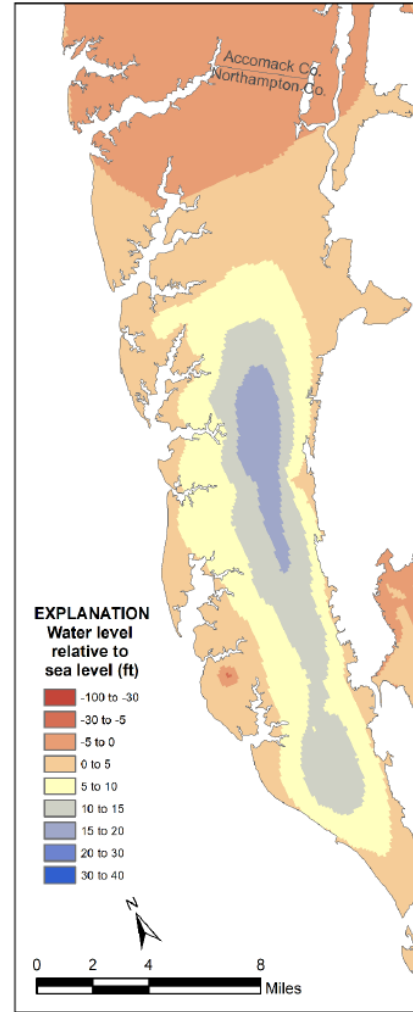 Accomack Co.
Northampton Co.
EXPLANATION
Water level
relative to
sea level (ft)
-100 to -30
-30 to -5
-5 to 0
0 to 5
5 to 10
10 to 15
15 to 20
20 to 30
30 to 40
N
0 2 4 8
Miles